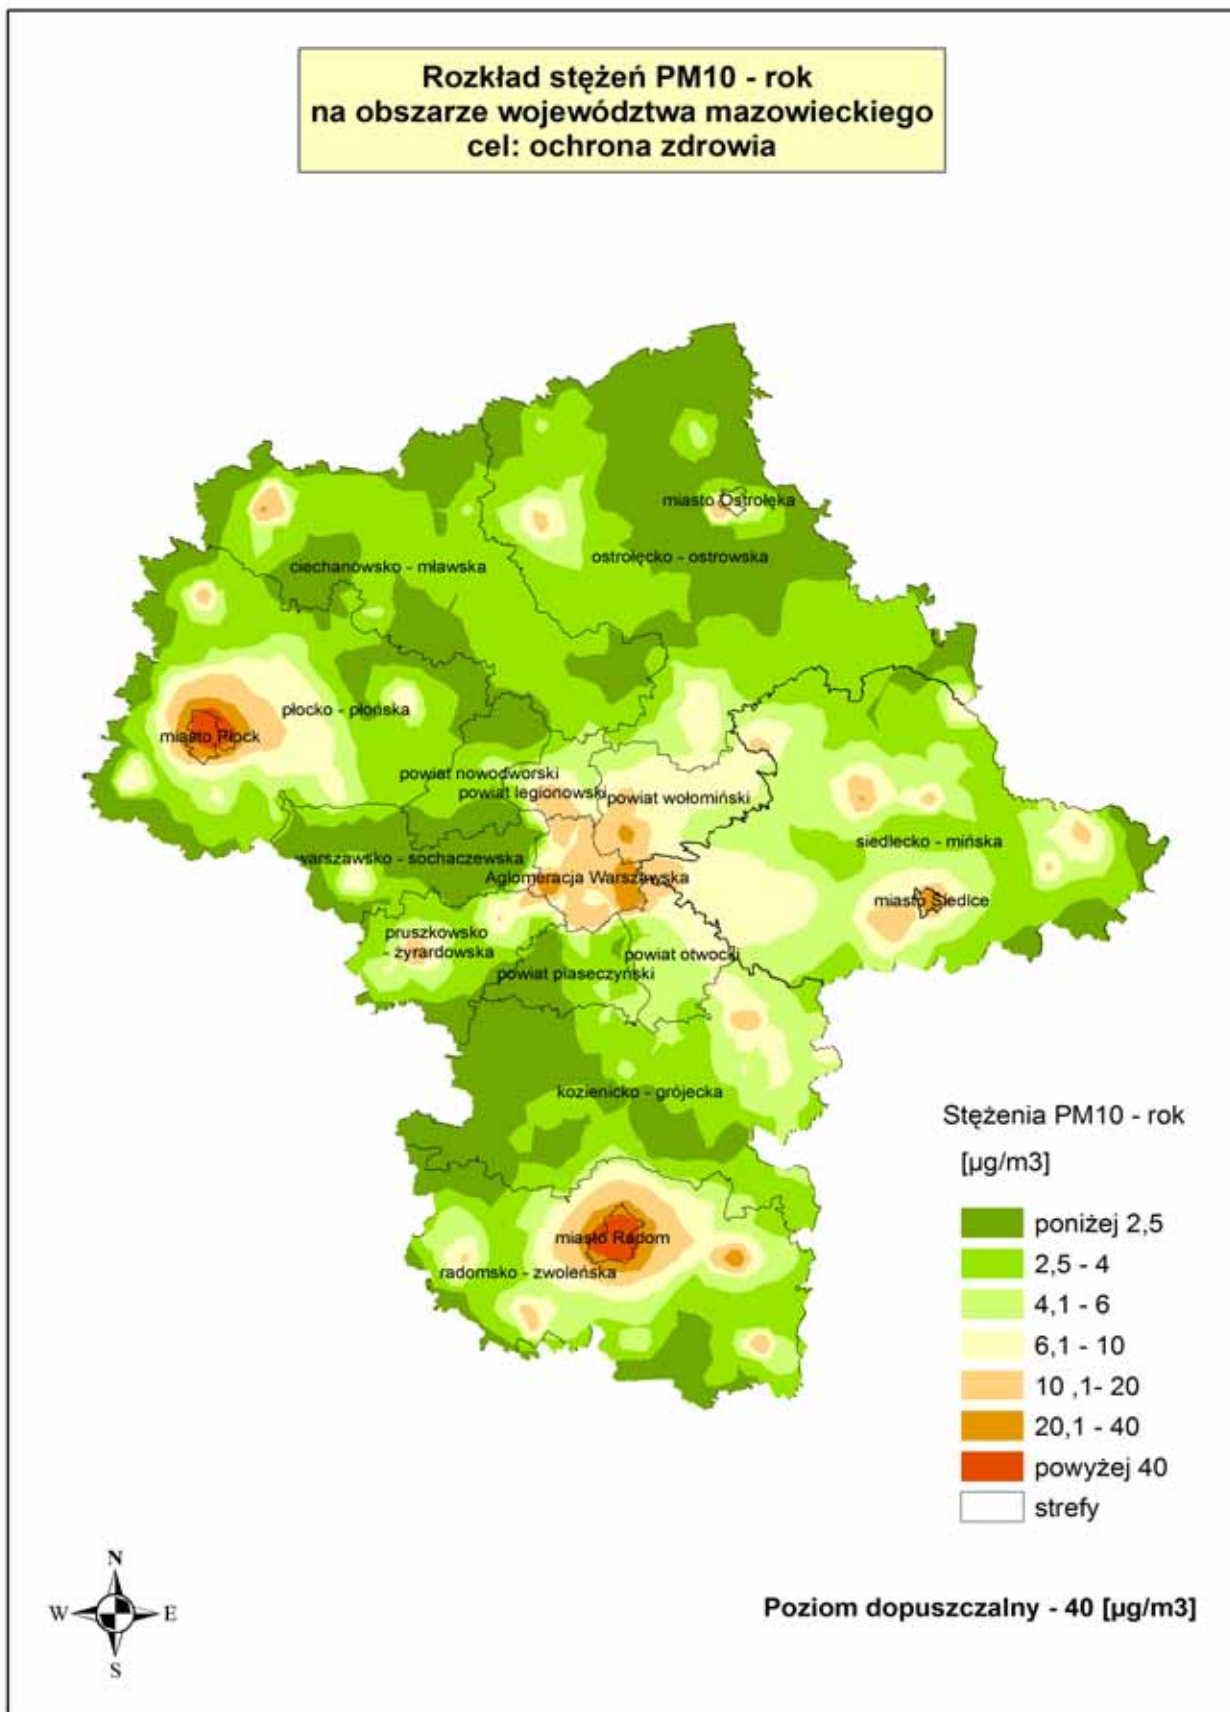 Rozkład stężeń PM10 - rok
na obszarze województwa mazowieckiego
cel: ochrona zdrowia
miasto Ostrołęka
ostrołęcko - ostrowska
ciechanowsko - mławska
płocko - płońska
miasto Płock
powiat nowodworski
powiat legionowski
powiat wołomiński
warszawsko - sochaczewska
siedlecko - mińska
Aglomeracja Warszawska
miasto Siedlce
pruszkowsko
- żyrardowska
powiat otwocki
powiat piaseczyński
kozienicko - grójecka
miasto Radom
radomsko - zwoleńska
Stężenia PM10 - rok
[µg/m3]
poniżej 2,5
2,5 - 4
4,1 - 6
6,1 - 10
10 ,1- 20
20,1 - 40
powyżej 40
strefy
N
W
E
S
Poziom dopuszczalny - 40 [µg/m3]